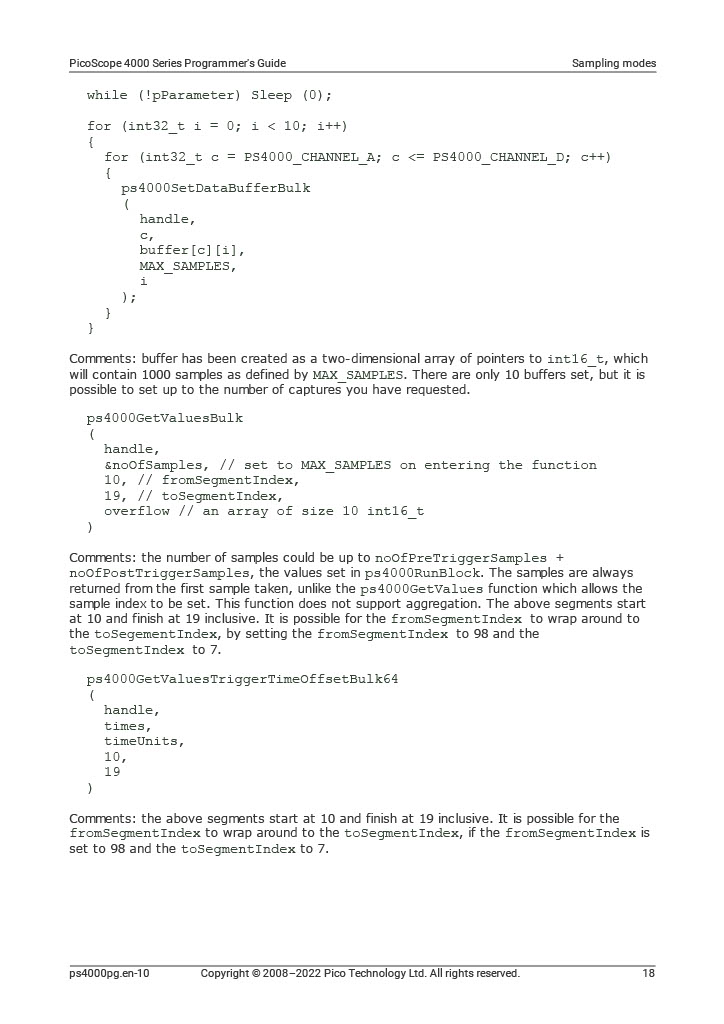 PicoScope 4000 Series Programmer's Guide Sampling modes
while (!pParameter) Sleep (0);
for (int32_t i = 0; i < 10; i++)
{
for (int32_t c = PS4000_CHANNEL_A; c <= PS4000_CHANNEL_D; c++)
{
ps4000SetDataBufferBulk
(
handle,
c,
buffer[c][i],
MAX_SAMPLES,
i
);
}
}
Comments: buffer has been created as a two-dimensional array of pointers to int16_t, which
will contain 1000 samples as defined by MAX_SAMPLES. There are only 10 buffers set, but it is
possible to set up to the number of captures you have requested.
ps4000GetValuesBulk
(
handle,
&noOfSamples, // set to MAX_SAMPLES on entering the function
10, // fromSegmentIndex,
19, // toSegmentIndex,
overflow // an array of size 10 int16_t
)
Comments: the number of samples could be up to noOfPreTriggerSamples +
noOfPostTriggerSamples, the values set in ps4000RunBlock. The samples are always
returned from the first sample taken, unlike the ps4000GetValues function which allows the
sample index to be set. This function does not support aggregation. The above segments start
at 10 and finish at 19 inclusive. It is possible for the fromSegmentIndex to wrap around to
the toSegementIndex, by setting the fromSegmentIndex to 98 and the
toSegmentIndex to 7.
ps4000GetValuesTriggerTimeOffsetBulk64
(
handle,
times,
timeUnits,
10,
19
)
Comments: the above segments start at 10 and finish at 19 inclusive. It is possible for the
fromSegmentIndex to wrap around to the toSegmentIndex, if the fromSegmentIndex is
set to 98 and the toSegmentIndex to 7.
ps4000pg.en-10 Copyright © 2008–2022 Pico Technology Ltd. All rights reserved. 18